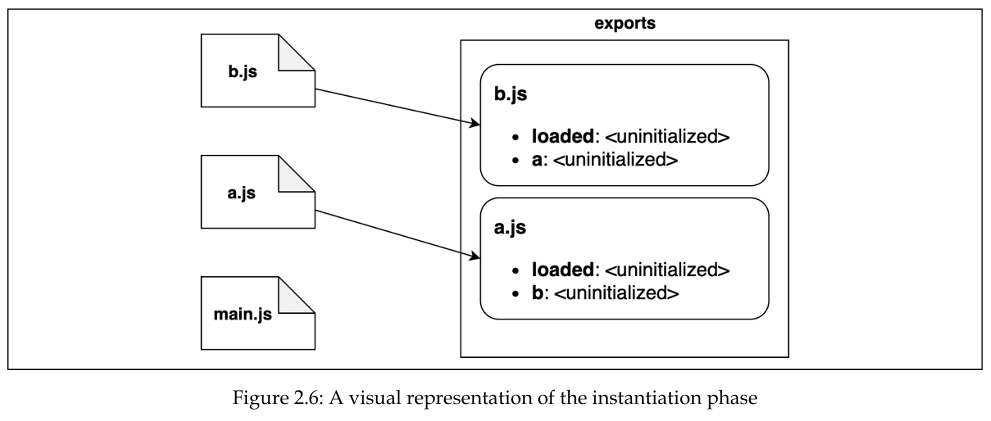 exports
b.js
b.js
• loaded: <uninitialized>
• a: <uninitialized>
a.js
a.js
• loaded: <uninitialized>
• b: <uninitialized>
main.js
Figure 2.6: A visual representation of the instantiation phase